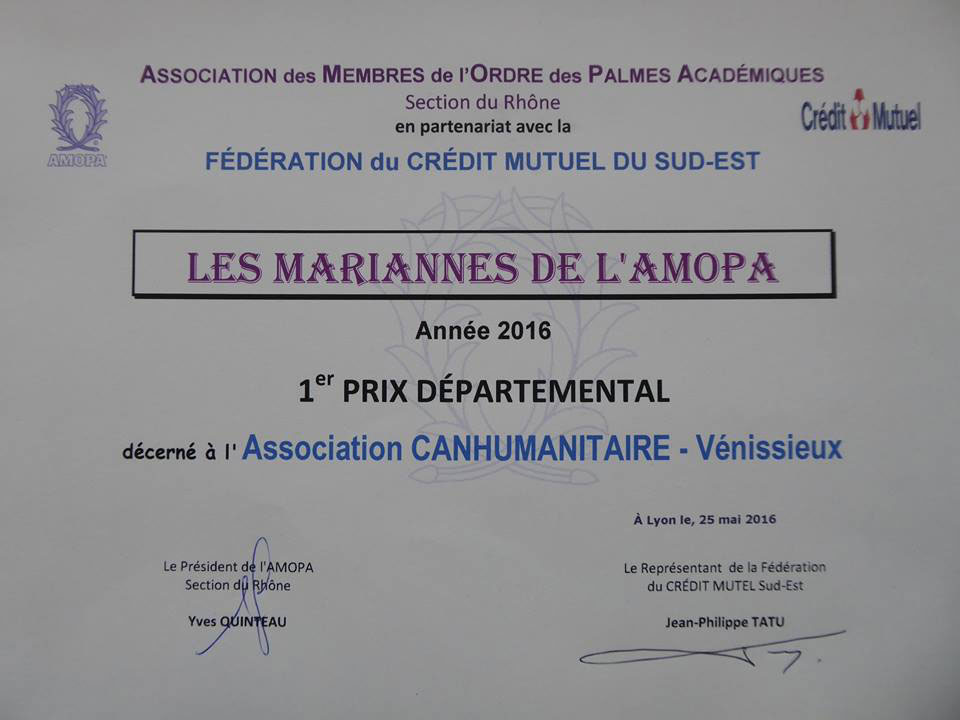 ASSOCIATION des MEMBRES de l'ORDRE des PALMES ACADÉMIQUES
Section du Rhône
en partenariat avec la
FÉDÉRATION du CRÉDIT MUTUEL DU SUD-EST
AMOPA
Crédit Mutuel
LES MARIANNES DE L'AMOPA
Année 2016
1er PRIX DÉPARTEMENTAL
décerné à l' Association CANHUMANITAIRE - Vénissieux
À Lyon le, 25 mai 2016
Le Président de l'AMOPA
Section du Rhône
Yves QUINTEAU
Le Représentant de la Fédération
du CRÉDIT MUTEL Sud-Est
Jean-Philippe TATU